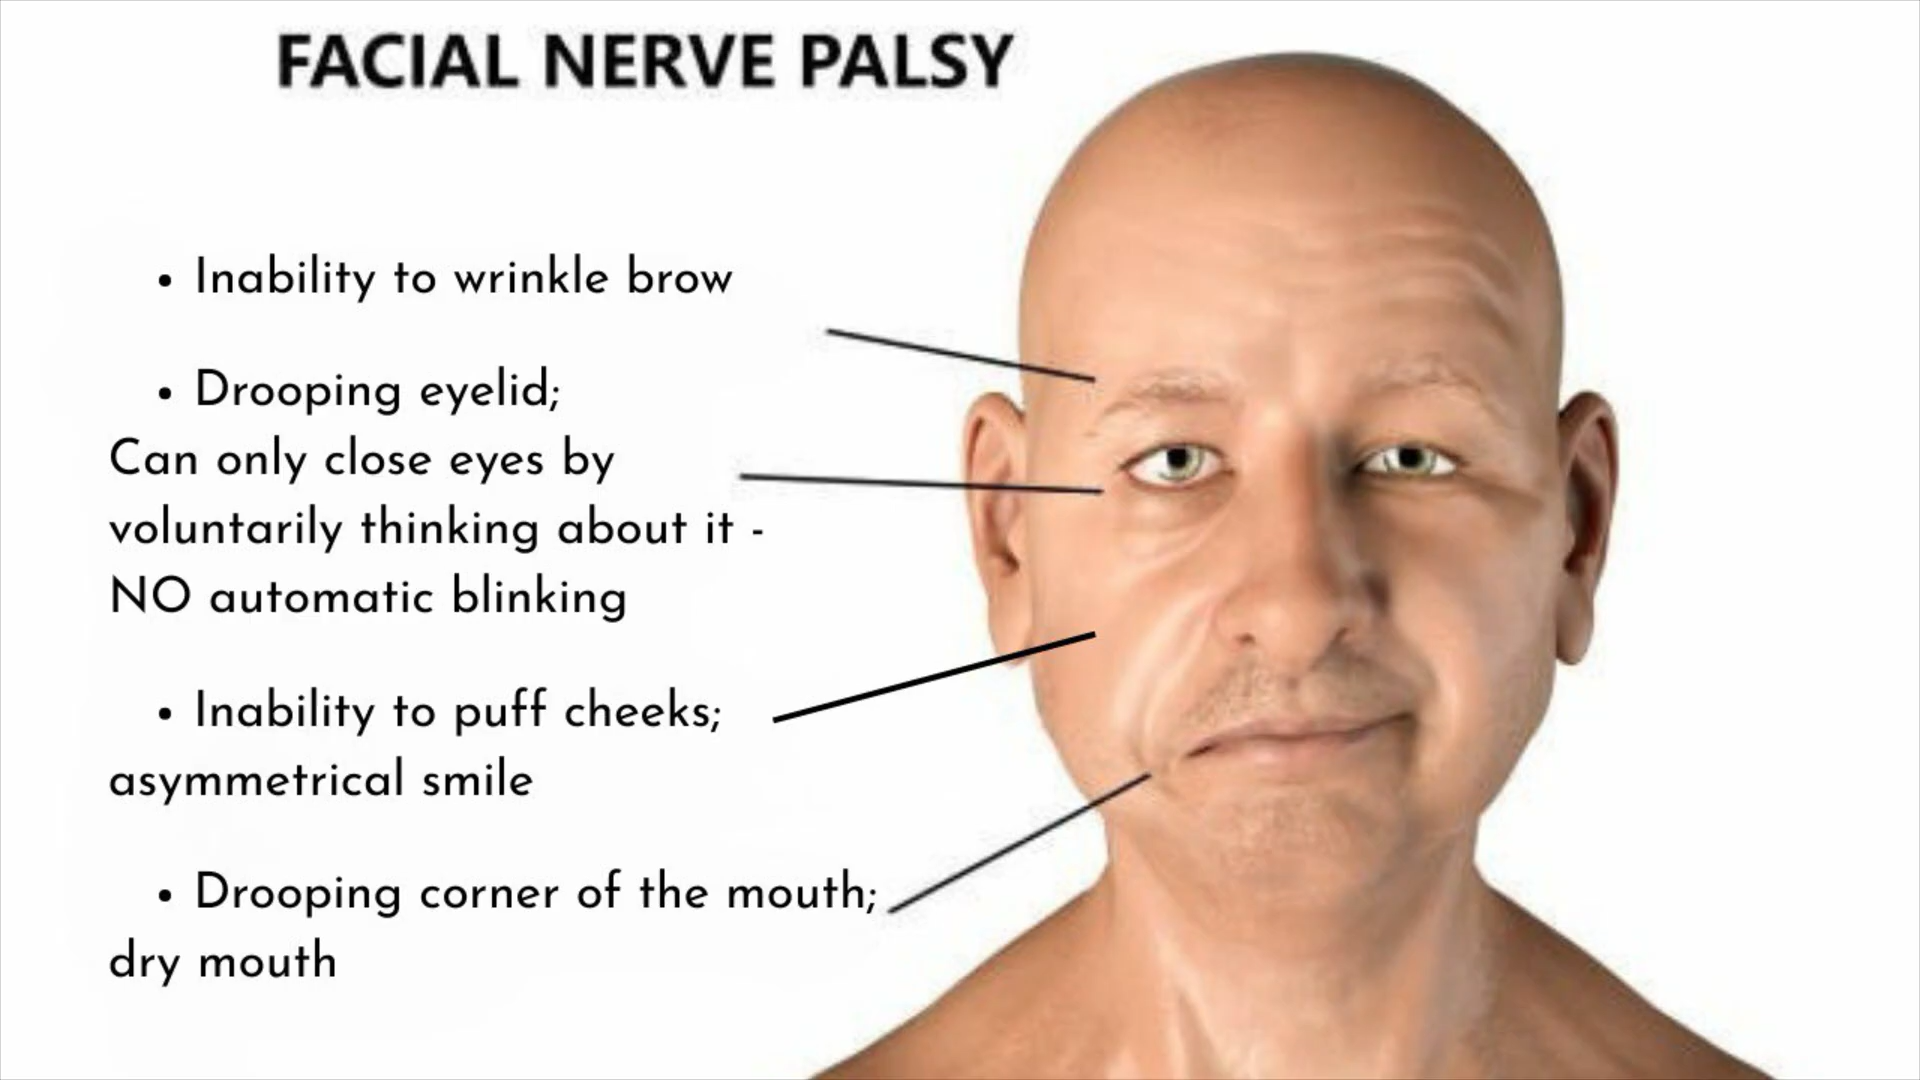 FACIAL NERVE PALSY
• Inability to wrinkle brow
• Drooping eyelid;
Can only close eyes by
voluntarily thinking about it -
NO automatic blinking
• Inability to puff cheeks;
asymmetrical smile
• Drooping corner of the mouth;
dry mouth